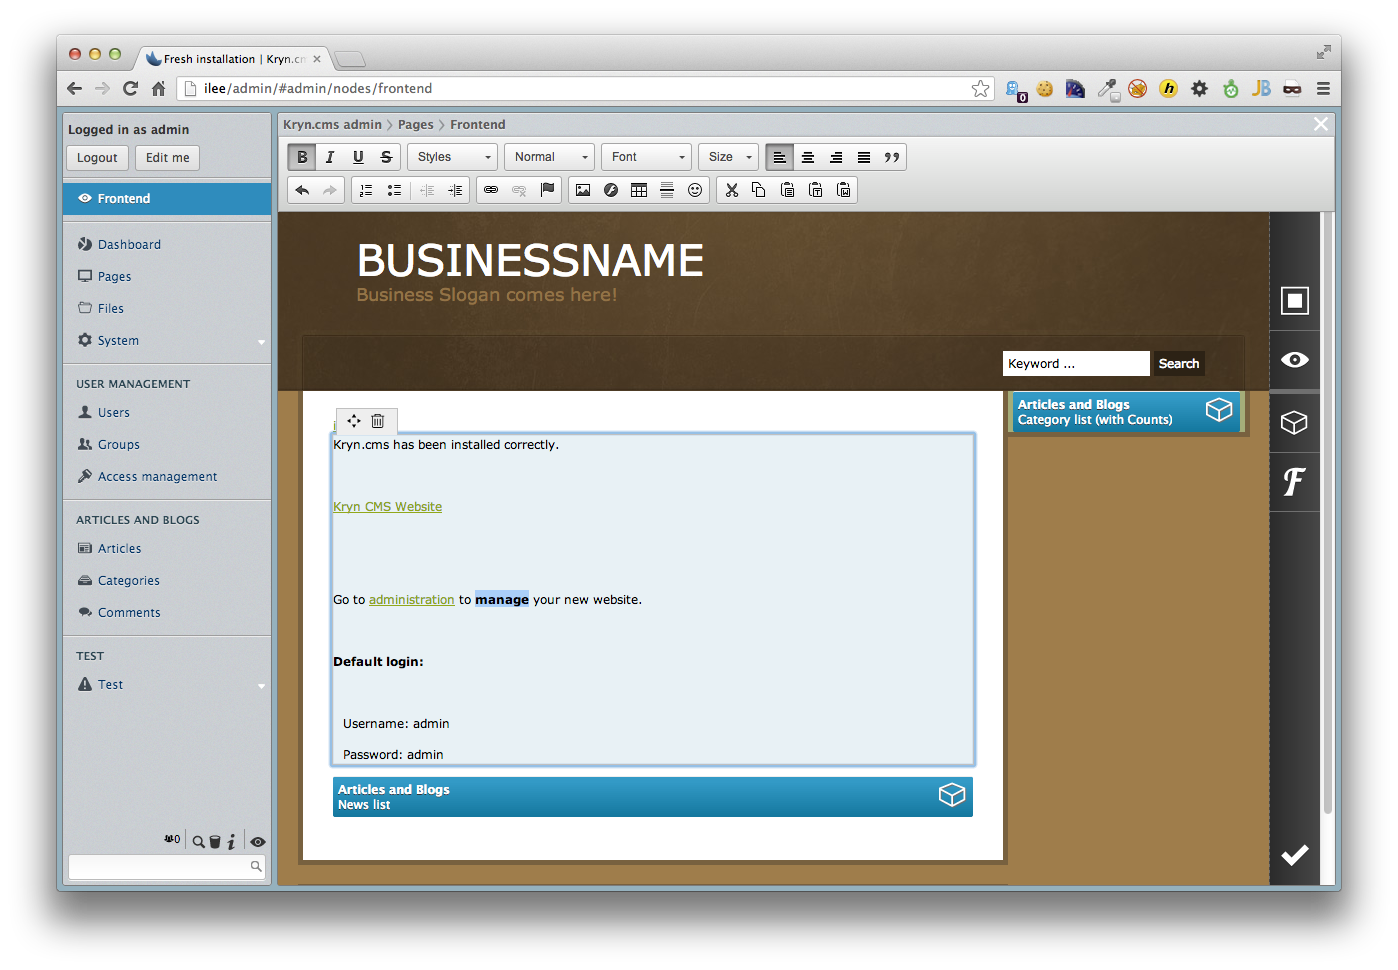 Fresh installation | Kryn.cm
ilee/admin/#admin/nodes/frontend
0
h
JB
Logged in as admin
Logout
Edit me
Frontend
Dashboard
Pages
Files
System
USER MANAGEMENT
Users
Groups
Access management
ARTICLES AND BLOGS
Articles
Categories
Comments
TEST
Test
0
i
Kryn.cms admin
Pages
Frontend
B I U S
Styles
Normal
Font
Size
T
W
BUSINESSNAME
Business Slogan comes here!
Keyword ...
Search
Kryn.cms has been installed correctly.
Kryn CMS Website
Go to administration to manage your new website.
Default login:
Username: admin
Password: admin
Articles and Blogs
News list
Articles and Blogs
Category list (with Counts)
F